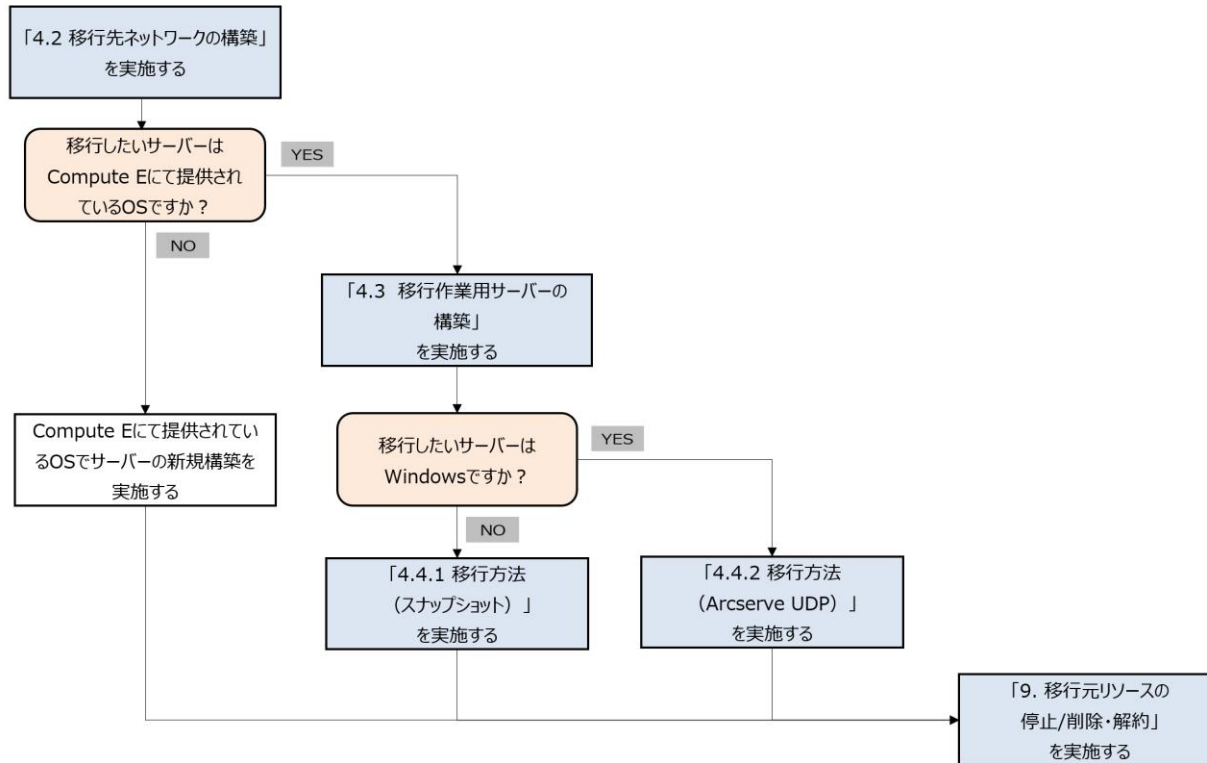 「4.2 移行先ネットワークの構築」
を実施する
移行したいサーバーは
Compute Eにて提供され
ているOSですか？
YES
NO
「4.3 移行作業用サーバーの
構築」
を実施する
Compute Eにて提供されてい
るOSでサーバーの新規構築を
実施する
移行したいサーバーは
Windowsですか？
YES
NO
「4.4.1 移行方法
（スナップショット）」
を実施する
「4.4.2 移行方法
（Arcserve UDP）」
を実施する
「9. 移行元リソースの
停止/削除・解約」
を実施する